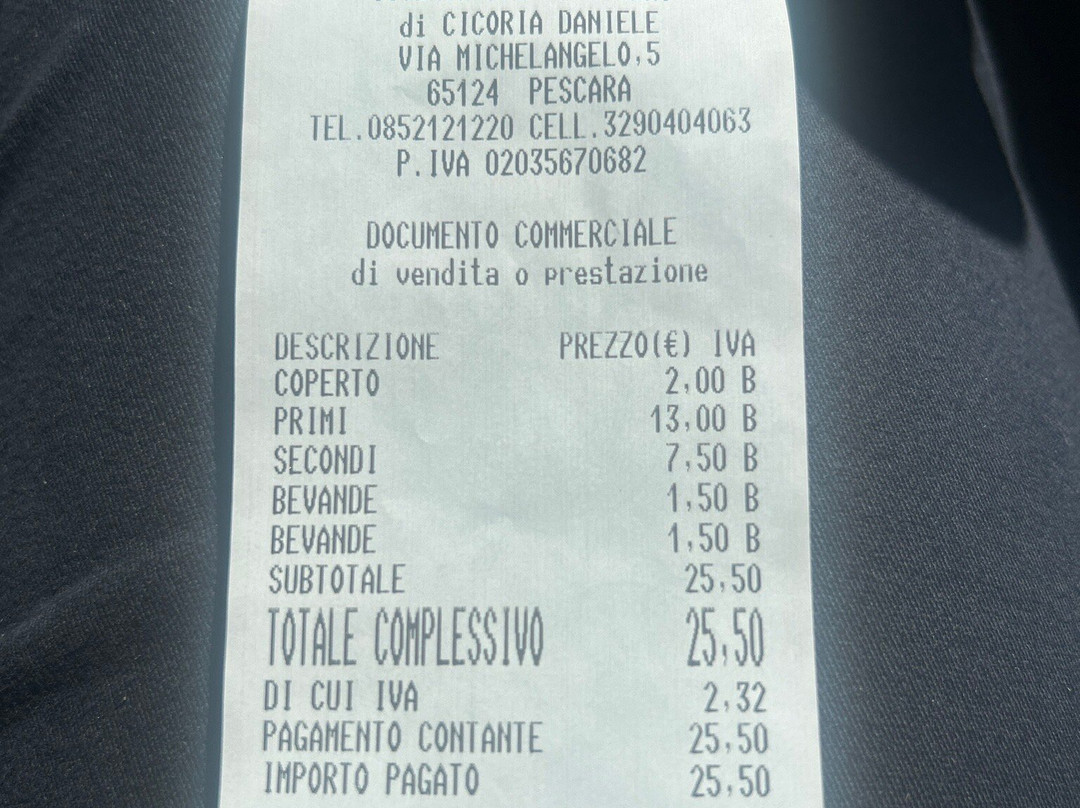 di CICORIA DANIELE
VIA MICHELANGELO,5
65124 PESCARA
TEL.0852121220 CELL.3290404063
P.IVA 02035670682
DOCUMENTO COMMERCIALE
di vendita o prestazione
DESCRIZIONE PREZZO(€) IVA
COPERTO 2,00 B
PRIMI 13,00 B
SECONDI 7,50 B
BEVANDE 1,50 B
BEVANDE 1,50 B
SUBTOTALE 25,50
TOTALE COMPLESSIVO 25,50
DI CUI IVA 2,32
PAGAMENTO CONTANTE 25,50
IMPORTO PAGATO 25,50